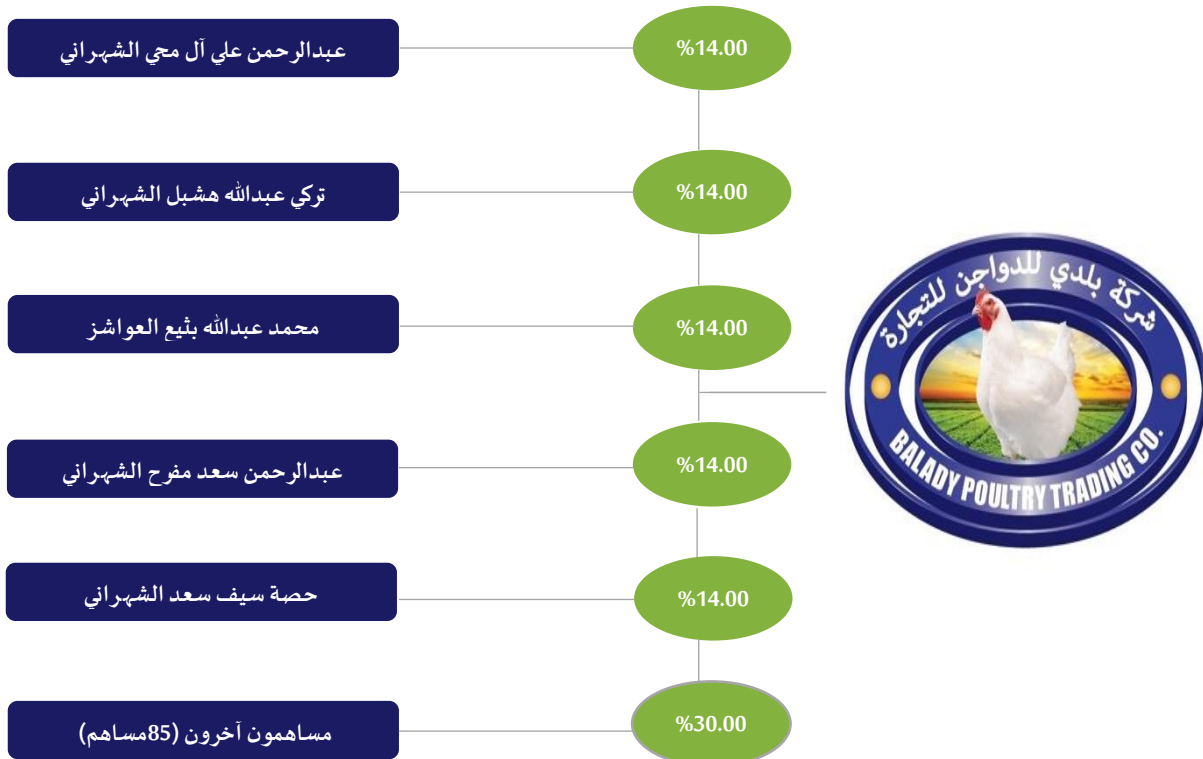 عبدالرحمن علي آل محي الشهراني
%14.00
تركي عبدالله هشبل الشهراني
%14.00
محمد عبدالله بثيع العواشز
%14.00
عبدالرحمن سعد مفرح الشهراني
%14.00
حصة سيف سعد الشهراني
%14.00
مساهمون آخرون (85مساهم)
%30.00
شركة بلدي للدواجن للتجارة
BALADY POULTRY TRADING CO.